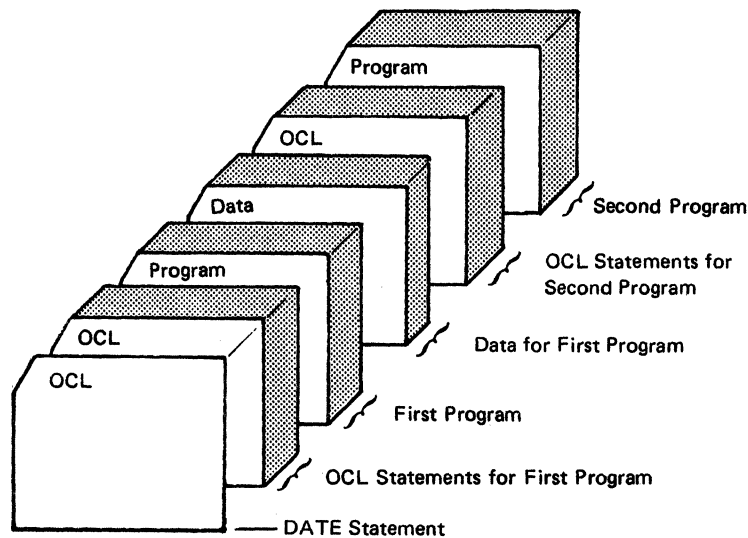 Program
OCL
Data
Program
OCL
OCL
Second Program
OCL Statements for
Second Program
Data for First Program
First Program
OCL Statements for First Program
DATE Statement